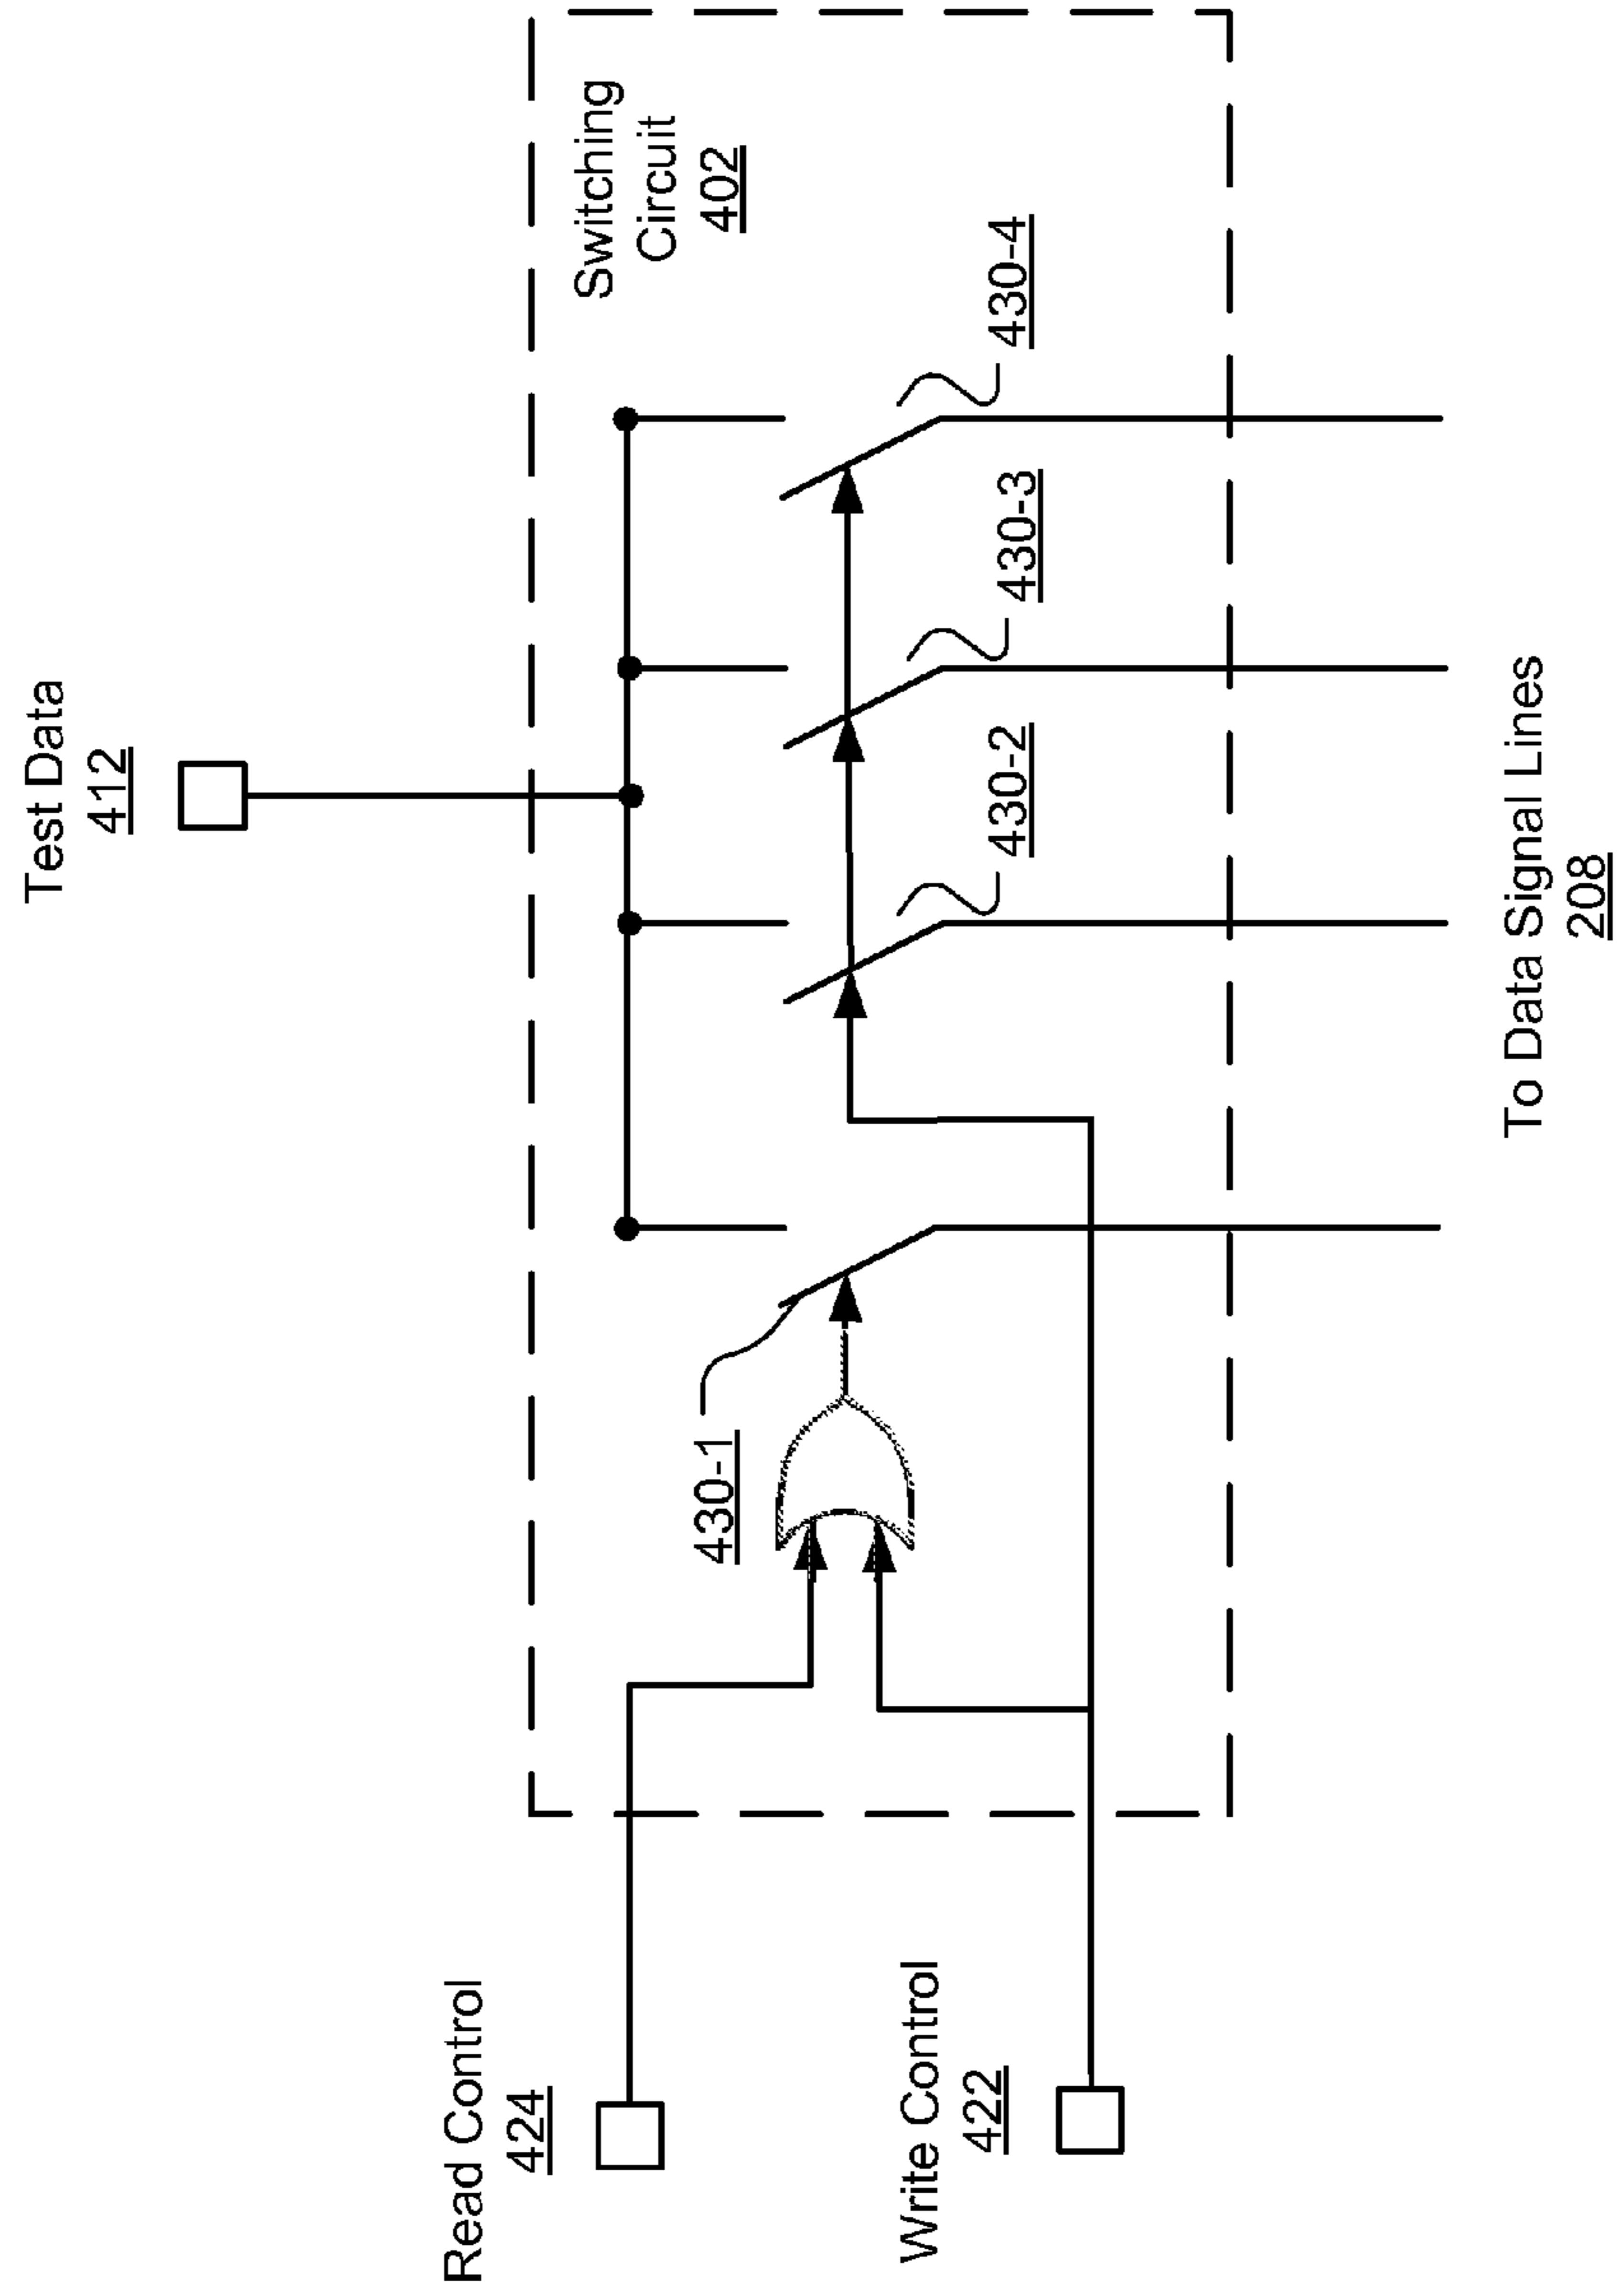 Test Data
412
Switching
Circuit
402
Read Control
424
430-1
430-2
430-3
430-4
Write Control
422
To Data Signal Lines
208